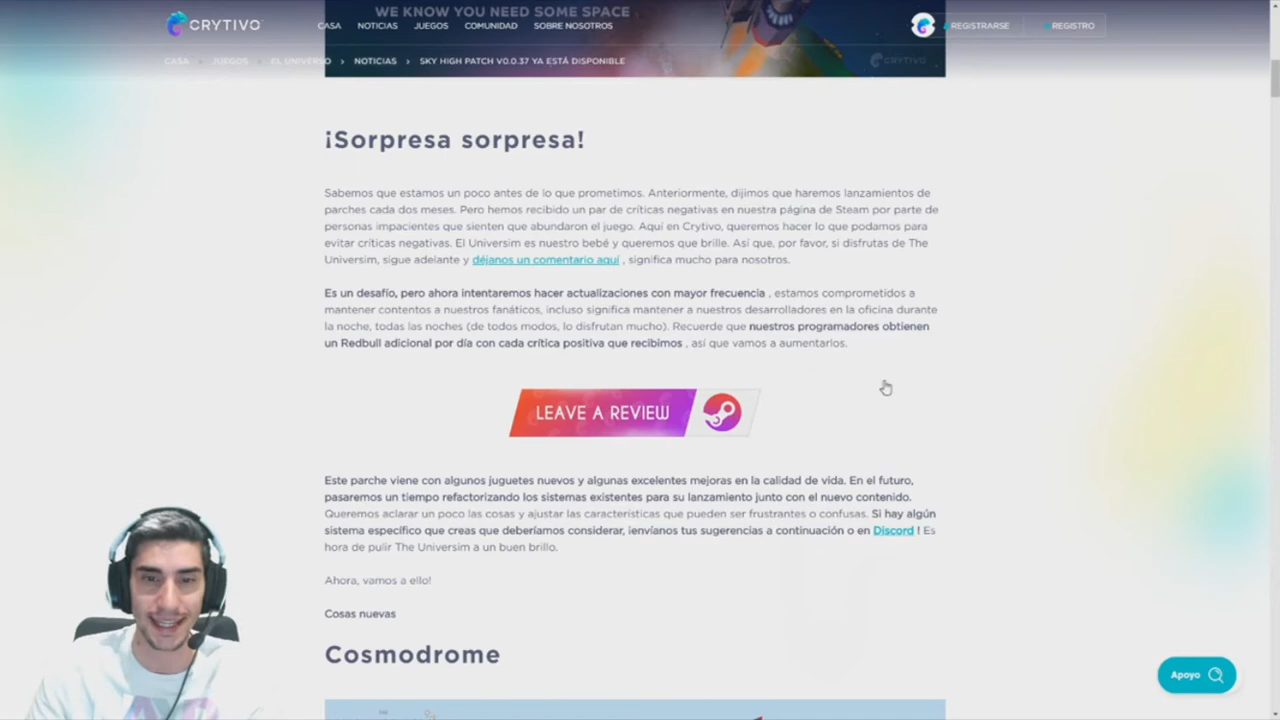 WE KNOW YOU NEED SOME SPACE
CRYTIVO
CASA
NOTICIAS
JUEGOS
COMUNIDAD
SOBRE NOSOTROS
REGISTRARSE
REGISTRO
CASA
JUEGOS
EL UNIVERSO
> NOTICIAS > SKY HIGH PATCH V0.0.37 YA ESTÁ DISPONIBLE
CRYTIVO
¡Sorpresa sorpresa!
Sabemos que estamos un poco antes de lo que prometimos. Anteriormente, dijimos que haremos lanzamientos de
parches cada dos meses. Pero hemos recibido un par de críticas negativas en nuestra página de Steam por parte de
personas impacientes que sienten que abundaron el juego. Aquí en Crytivo, queremos hacer lo que podamos para
evitar críticas negativas. El Universim es nuestro bebé y queremos que brille. Así que, por favor, si disfrutas de The
Universim, sigue adelante y déjanos un comentario aquí , significa mucho para nosotros.
Es un desafío, pero ahora intentaremos hacer actualizaciones con mayor frecuencia , estamos comprometidos a
mantener contentos a nuestros fanáticos, incluso significa mantener a nuestros desarrolladores en la oficina durante
la noche, todas las noches (de todos modos, lo disfrutan mucho). Recuerde que nuestros programadores obtienen
un Redbull adicional por día con cada crítica positiva que recibimos , así que vamos a aumentarlos.
LEAVE A REVIEW
Este parche viene con algunos juguetes nuevos y algunas excelentes mejoras en la calidad de vida. En el futuro,
pasaremos un tiempo refactorizando los sistemas existentes para su lanzamiento junto con el nuevo contenido.
Queremos aclarar un poco las cosas y ajustar las características que pueden ser frustrantes o confusas. Si hay algún
sistema específico que creas que deberíamos considerar, ¡envíanos tus sugerencias a continuación o en Discord ! Es
hora de pulir The Universim a un buen brillo.
Ahora, vamos a ello!
Cosas nuevas
Cosmodrome
Apoyo
THE